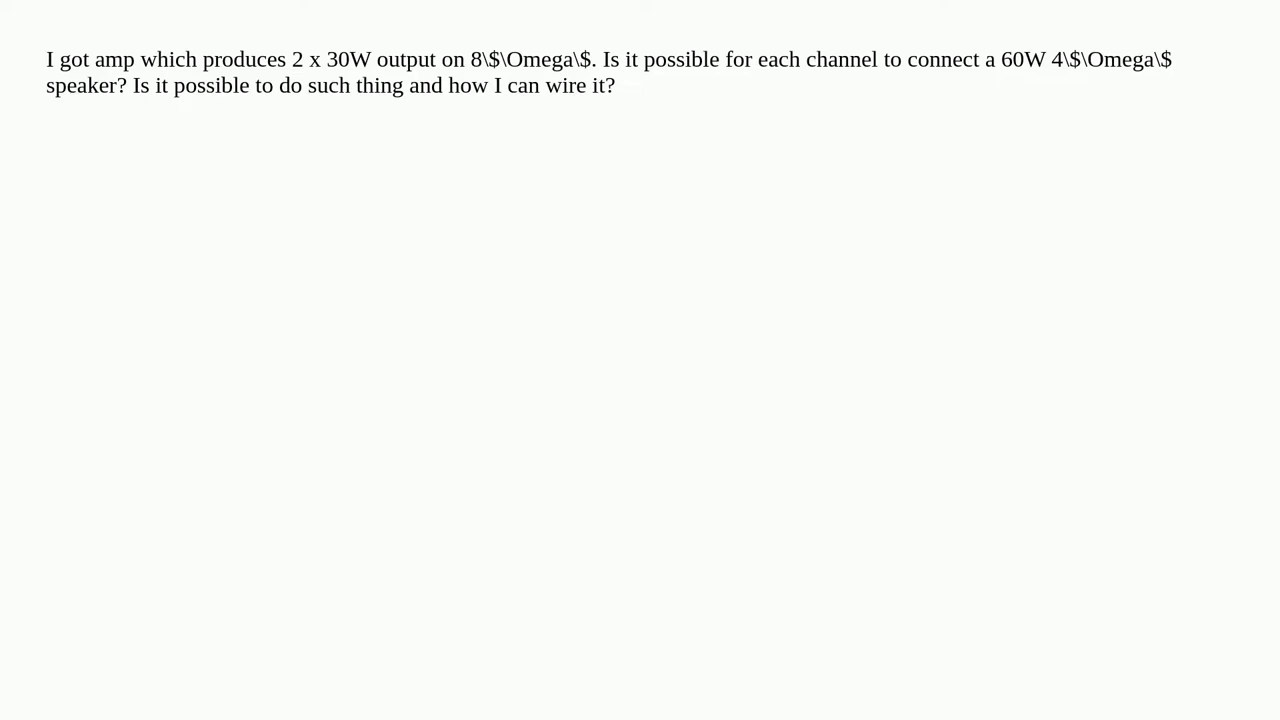 I got amp which produces 2 x 30W output on 8\$\Omega\$. Is it possible for each channel to connect a 60W 4\$\Omega\$
speaker? Is it possible to do such thing and how I can wire it?